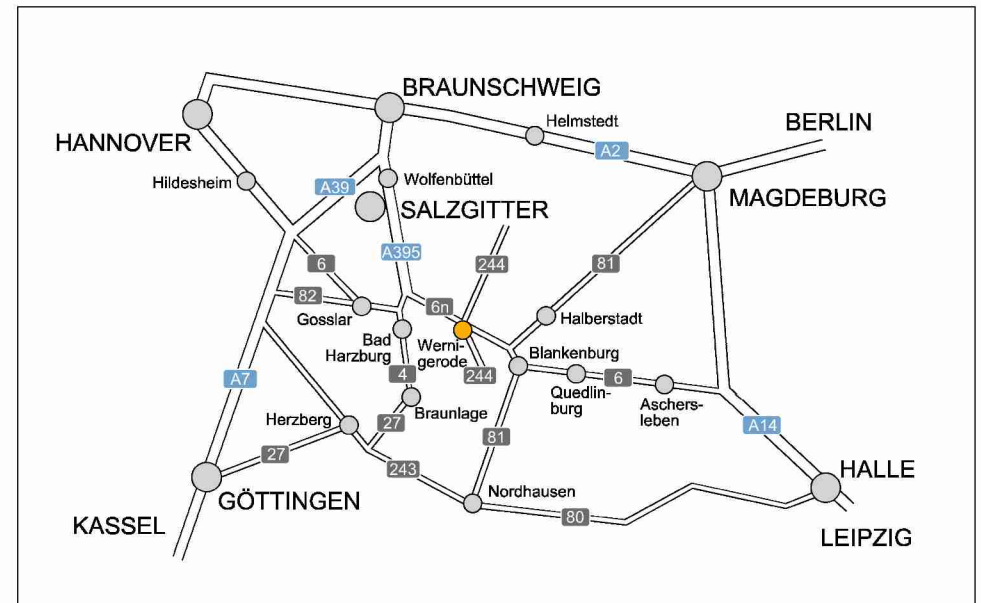 BRAUNSCHWEIG
HANNOVER
Helmstedt
BERLIN
A2
Hildesheim
A39
Wolfenbüttel
MAGDEBURG
SALZGITTER
A395
6
244
81
82
6n
Gosslar
Halberstadt
Bad
Harzburg
Werni-
gerode
Blankenburg
4
244
6
A7
Quedlin-
burg
Aschers-
leben
Braunlage
Herzberg
27
A14
81
27
243
HALLE
GÖTTINGEN
Nordhausen
80
KASSEL
LEIPZIG